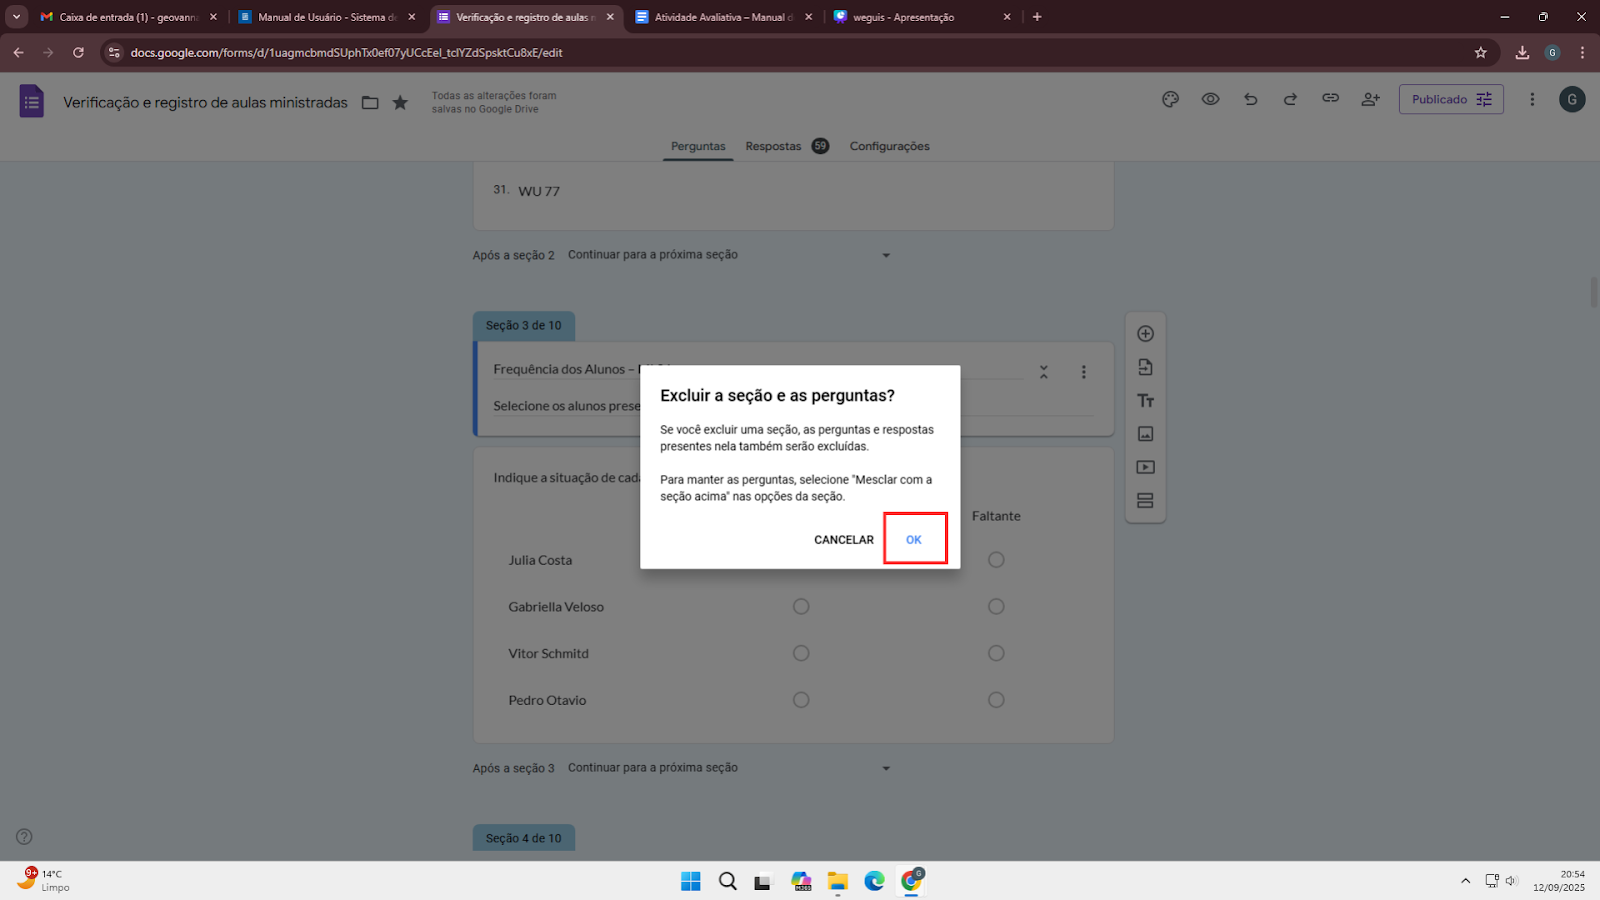 Caixa de entrada (1) - geovanna
Manual de Usuário - Sistema de
Verificação e registro de aulas m
Atividade Avaliativa – Manual d
weguis - Apresentação
docs.google.com/forms/d/1uagmcbmdSUphTx0ef07yUCcEel_tclYZdSpsktCu8xE/edit
G
Verificação e registro de aulas ministradas
Todas as alterações foram
salvas no Google Drive
Publicado
G
Perguntas
Respostas 59
Configurações
31. WU 77
Após a seção 2 Continuar para a próxima seção
Seção 3 de 10
Frequência dos Alunos –
Selecione os alunos prese
Excluir a seção e as perguntas?
Se você excluir uma seção, as perguntas e respostas
presentes nela também serão excluídas.
Para manter as perguntas, selecione "Mesclar com a
seção acima" nas opções da seção.
CANCELAR OK
Indique a situação de cada
Faltante
Julia Costa
Gabriella Veloso
Vitor Schmitd
Pedro Otavio
Após a seção 3 Continuar para a próxima seção
Seção 4 de 10
9+
14°C
Limpo
M365
G
20:54
12/09/2025